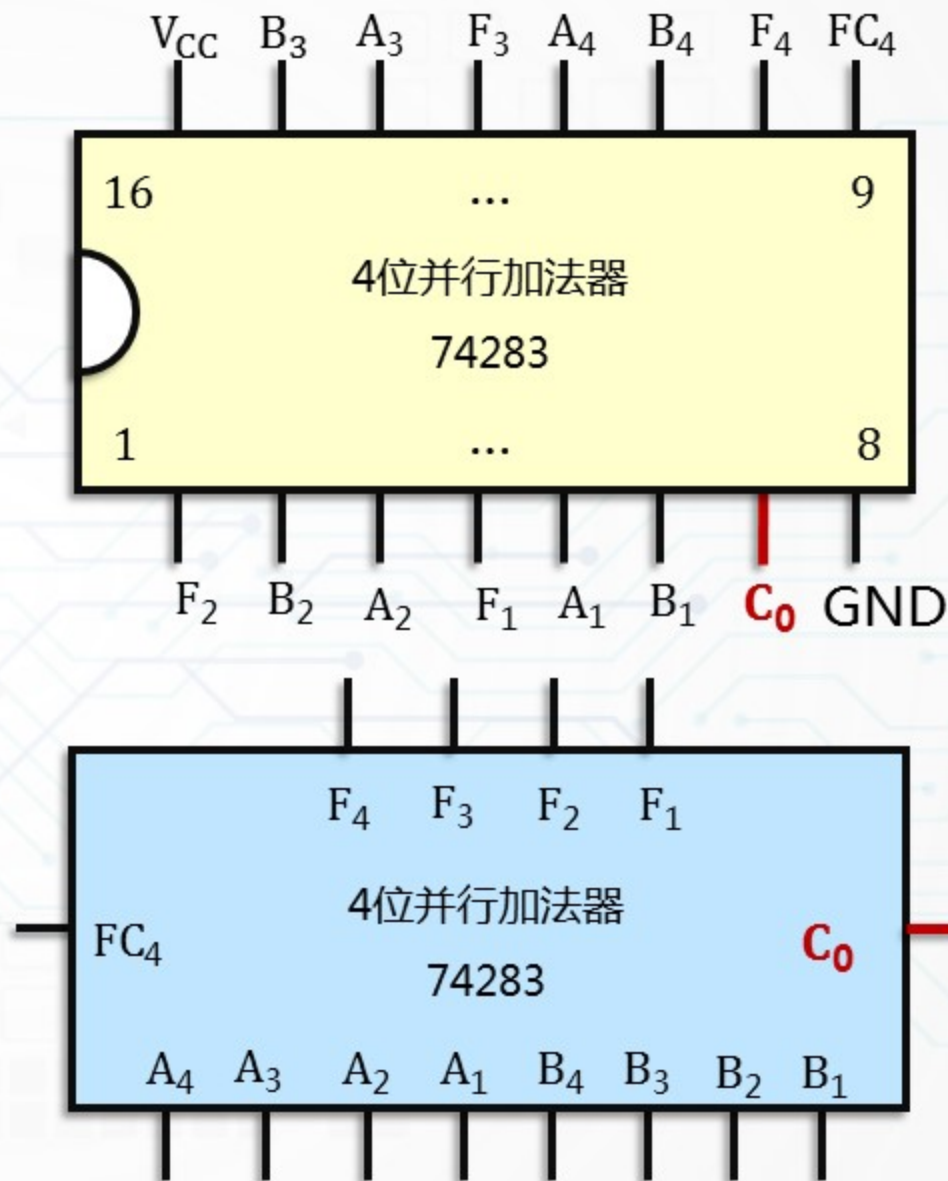 V_CC B₃ A₃ F₃ A₄ B₄ F₄ FC₄
16 ... 9
4位并行加法器
74283
1 ... 8
F₂ B₂ A₂ F₁ A₁ B₁ C₀ GND
F₄ F₃ F₂ F₁
4位并行加法器
FC₄ C₀
74283
A₄ A₃ A₂ A₁ B₄ B₃ B₂ B₁